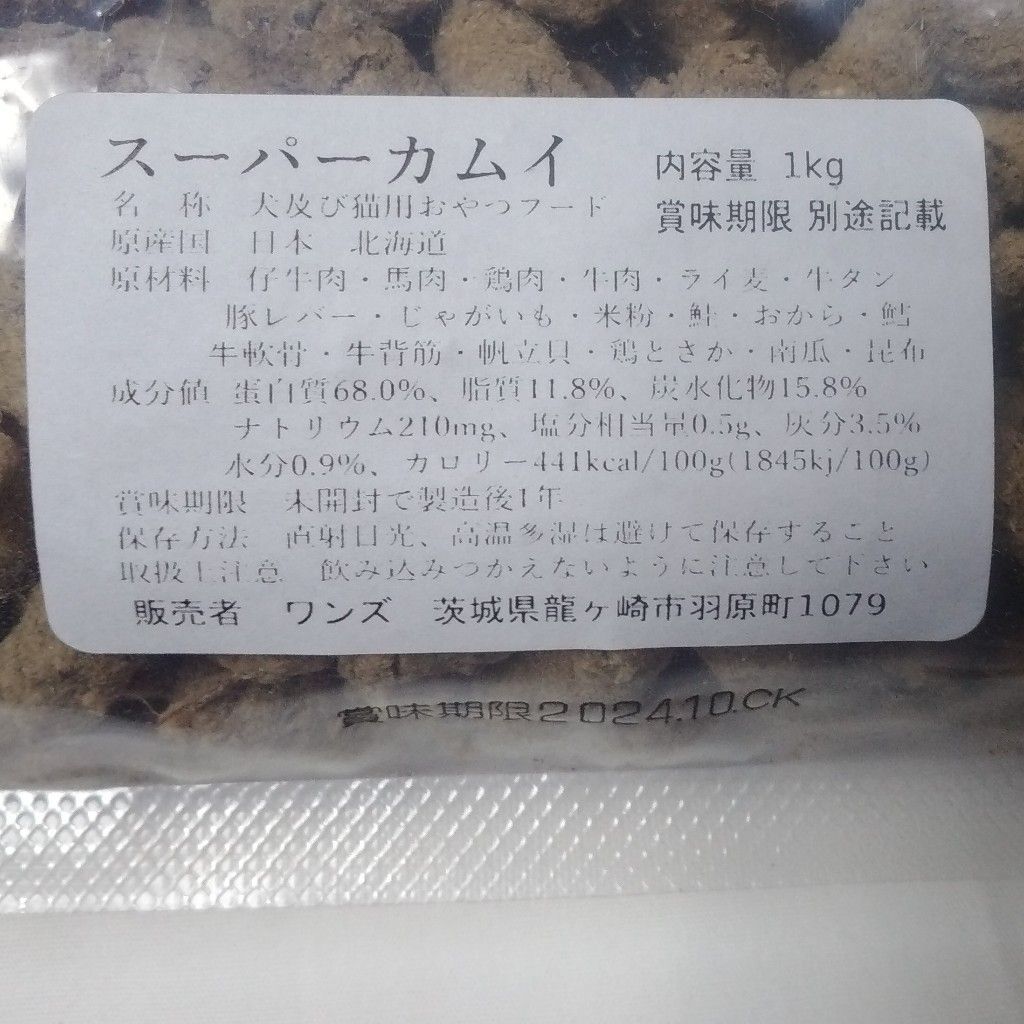 スーパーカムイ 内容量 1kg
名 称 犬及び猫用おやつフード 賞味期限 別途記載
原産国 日本 北海道
原材料 仔牛肉・馬肉・鶏肉・牛肉・ライ麦・牛タン
豚レバー・じゃがいも・米粉・鮭・おから・鱈
牛軟骨・牛背筋・帆立貝・鶏とさか・南瓜・昆布
成分値 蛋白質68.0%、脂質11.8%、炭水化物15.8%
ナトリウム210mg、塩分相当量0.5g、灰分3.5%
水分0.9%、カロリー441kcal/100g(1845kj/100g)
賞味期限 未開封で製造後1年
保存方法 直射日光、高温多湿は避けて保存すること
取扱上注意 飲み込みつかえないように注意して下さい
販売者 ワンズ 茨城県龍ヶ崎市羽原町1079
賞味期限2024.10.CK